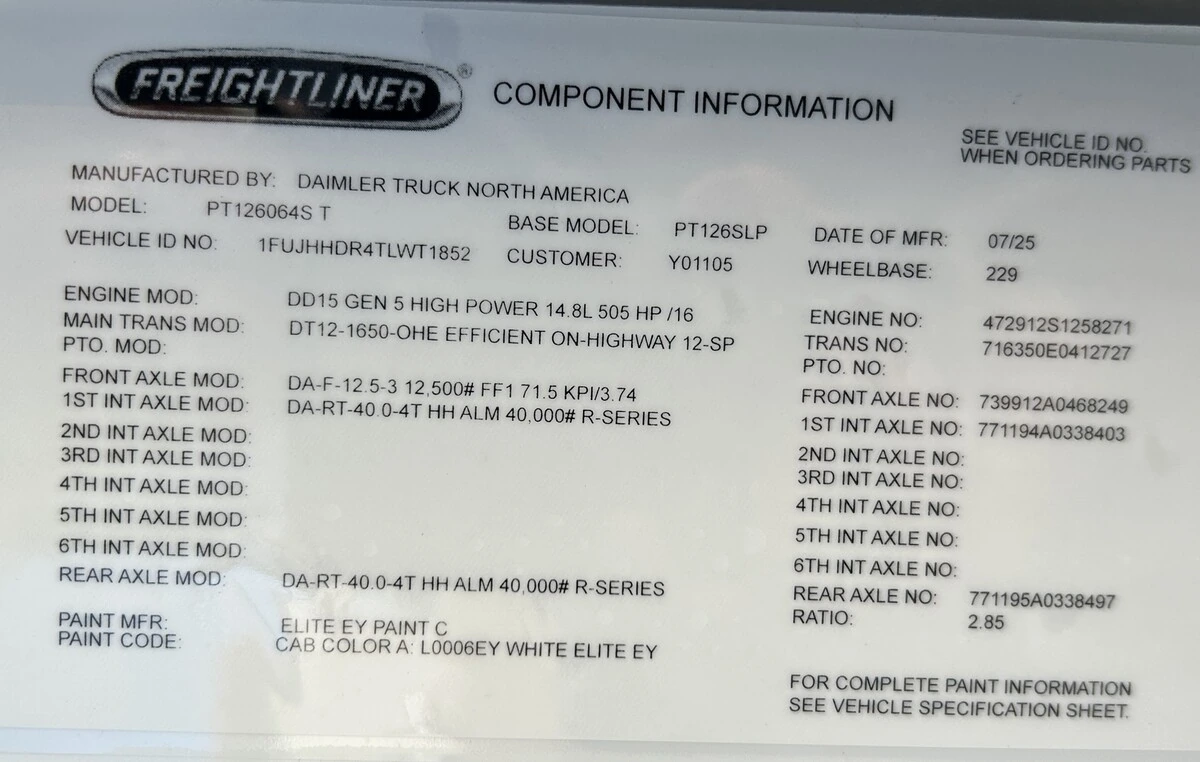 FREIGHTLINER® COMPONENT INFORMATION
SEE VEHICLE ID NO.
WHEN ORDERING PARTS
MANUFACTURED BY: DAIMLER TRUCK NORTH AMERICA
MODEL: PT126064S T BASE MODEL: PT126SLP DATE OF MFR: 07/25
VEHICLE ID NO: 1FUJHHDR4TLWT1852 CUSTOMER: Y01105 WHEELBASE: 229
ENGINE MOD: DD15 GEN 5 HIGH POWER 14.8L 505 HP /16 ENGINE NO: 472912S1258271
MAIN TRANS MOD: DT12-1650-OHE EFFICIENT ON-HIGHWAY 12-SP TRANS NO: 716350E0412727
PTO. MOD: PTO. NO:
FRONT AXLE MOD: DA-F-12.5-3 12,500# FF1 71.5 KPI/3.74 FRONT AXLE NO: 739912A0468249
1ST INT AXLE MOD: DA-RT-40.0-4T HH ALM 40,000# R-SERIES 1ST INT AXLE NO: 771194A0338403
2ND INT AXLE MOD: 2ND INT AXLE NO:
3RD INT AXLE MOD: 3RD INT AXLE NO:
4TH INT AXLE MOD: 4TH INT AXLE NO:
5TH INT AXLE MOD: 5TH INT AXLE NO:
6TH INT AXLE MOD: 6TH INT AXLE NO:
REAR AXLE MOD: DA-RT-40.0-4T HH ALM 40,000# R-SERIES REAR AXLE NO: 771195A0338497
RATIO: 2.85
PAINT MFR: ELITE EY PAINT C
PAINT CODE: CAB COLOR A: L0006EY WHITE ELITE EY
FOR COMPLETE PAINT INFORMATION
SEE VEHICLE SPECIFICATION SHEET.